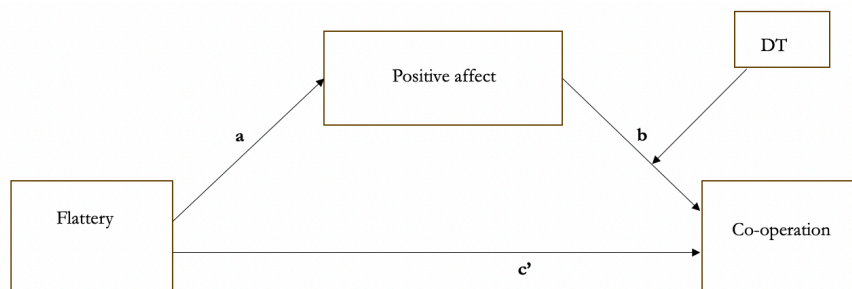 DT
Positive affect
a
b
Flattery
Co-operation
c’